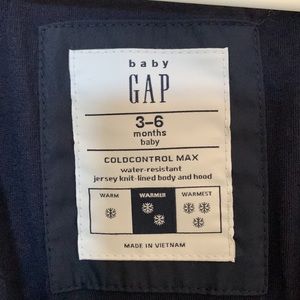 baby
GAP
3-6
months
baby
COLDCONTROL MAX
water-resistant
jersey knit-lined body and hood
WARM WARMER WARMEST
MADE IN VIETNAM